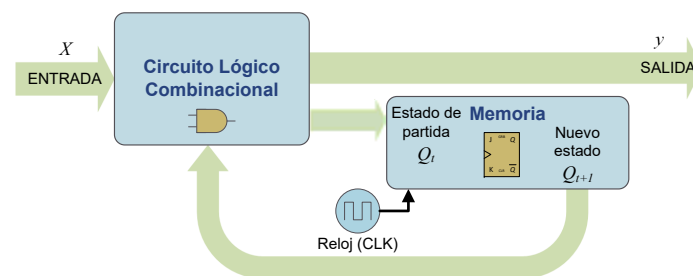 X
ENTRADA
Circuito Lógico
Combinacional
y
SALIDA
Estado de
partida
Qt
Memoria
J Q
K Q
Nuevo
estado
Qt+1
Reloj (CLK)